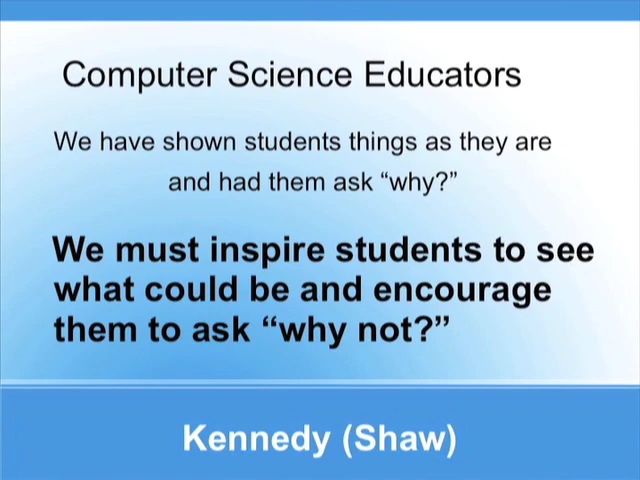 Computer Science Educators
We have shown students things as they are
and had them ask “why?”
We must inspire students to see
what could be and encourage
them to ask “why not?”
Kennedy (Shaw)